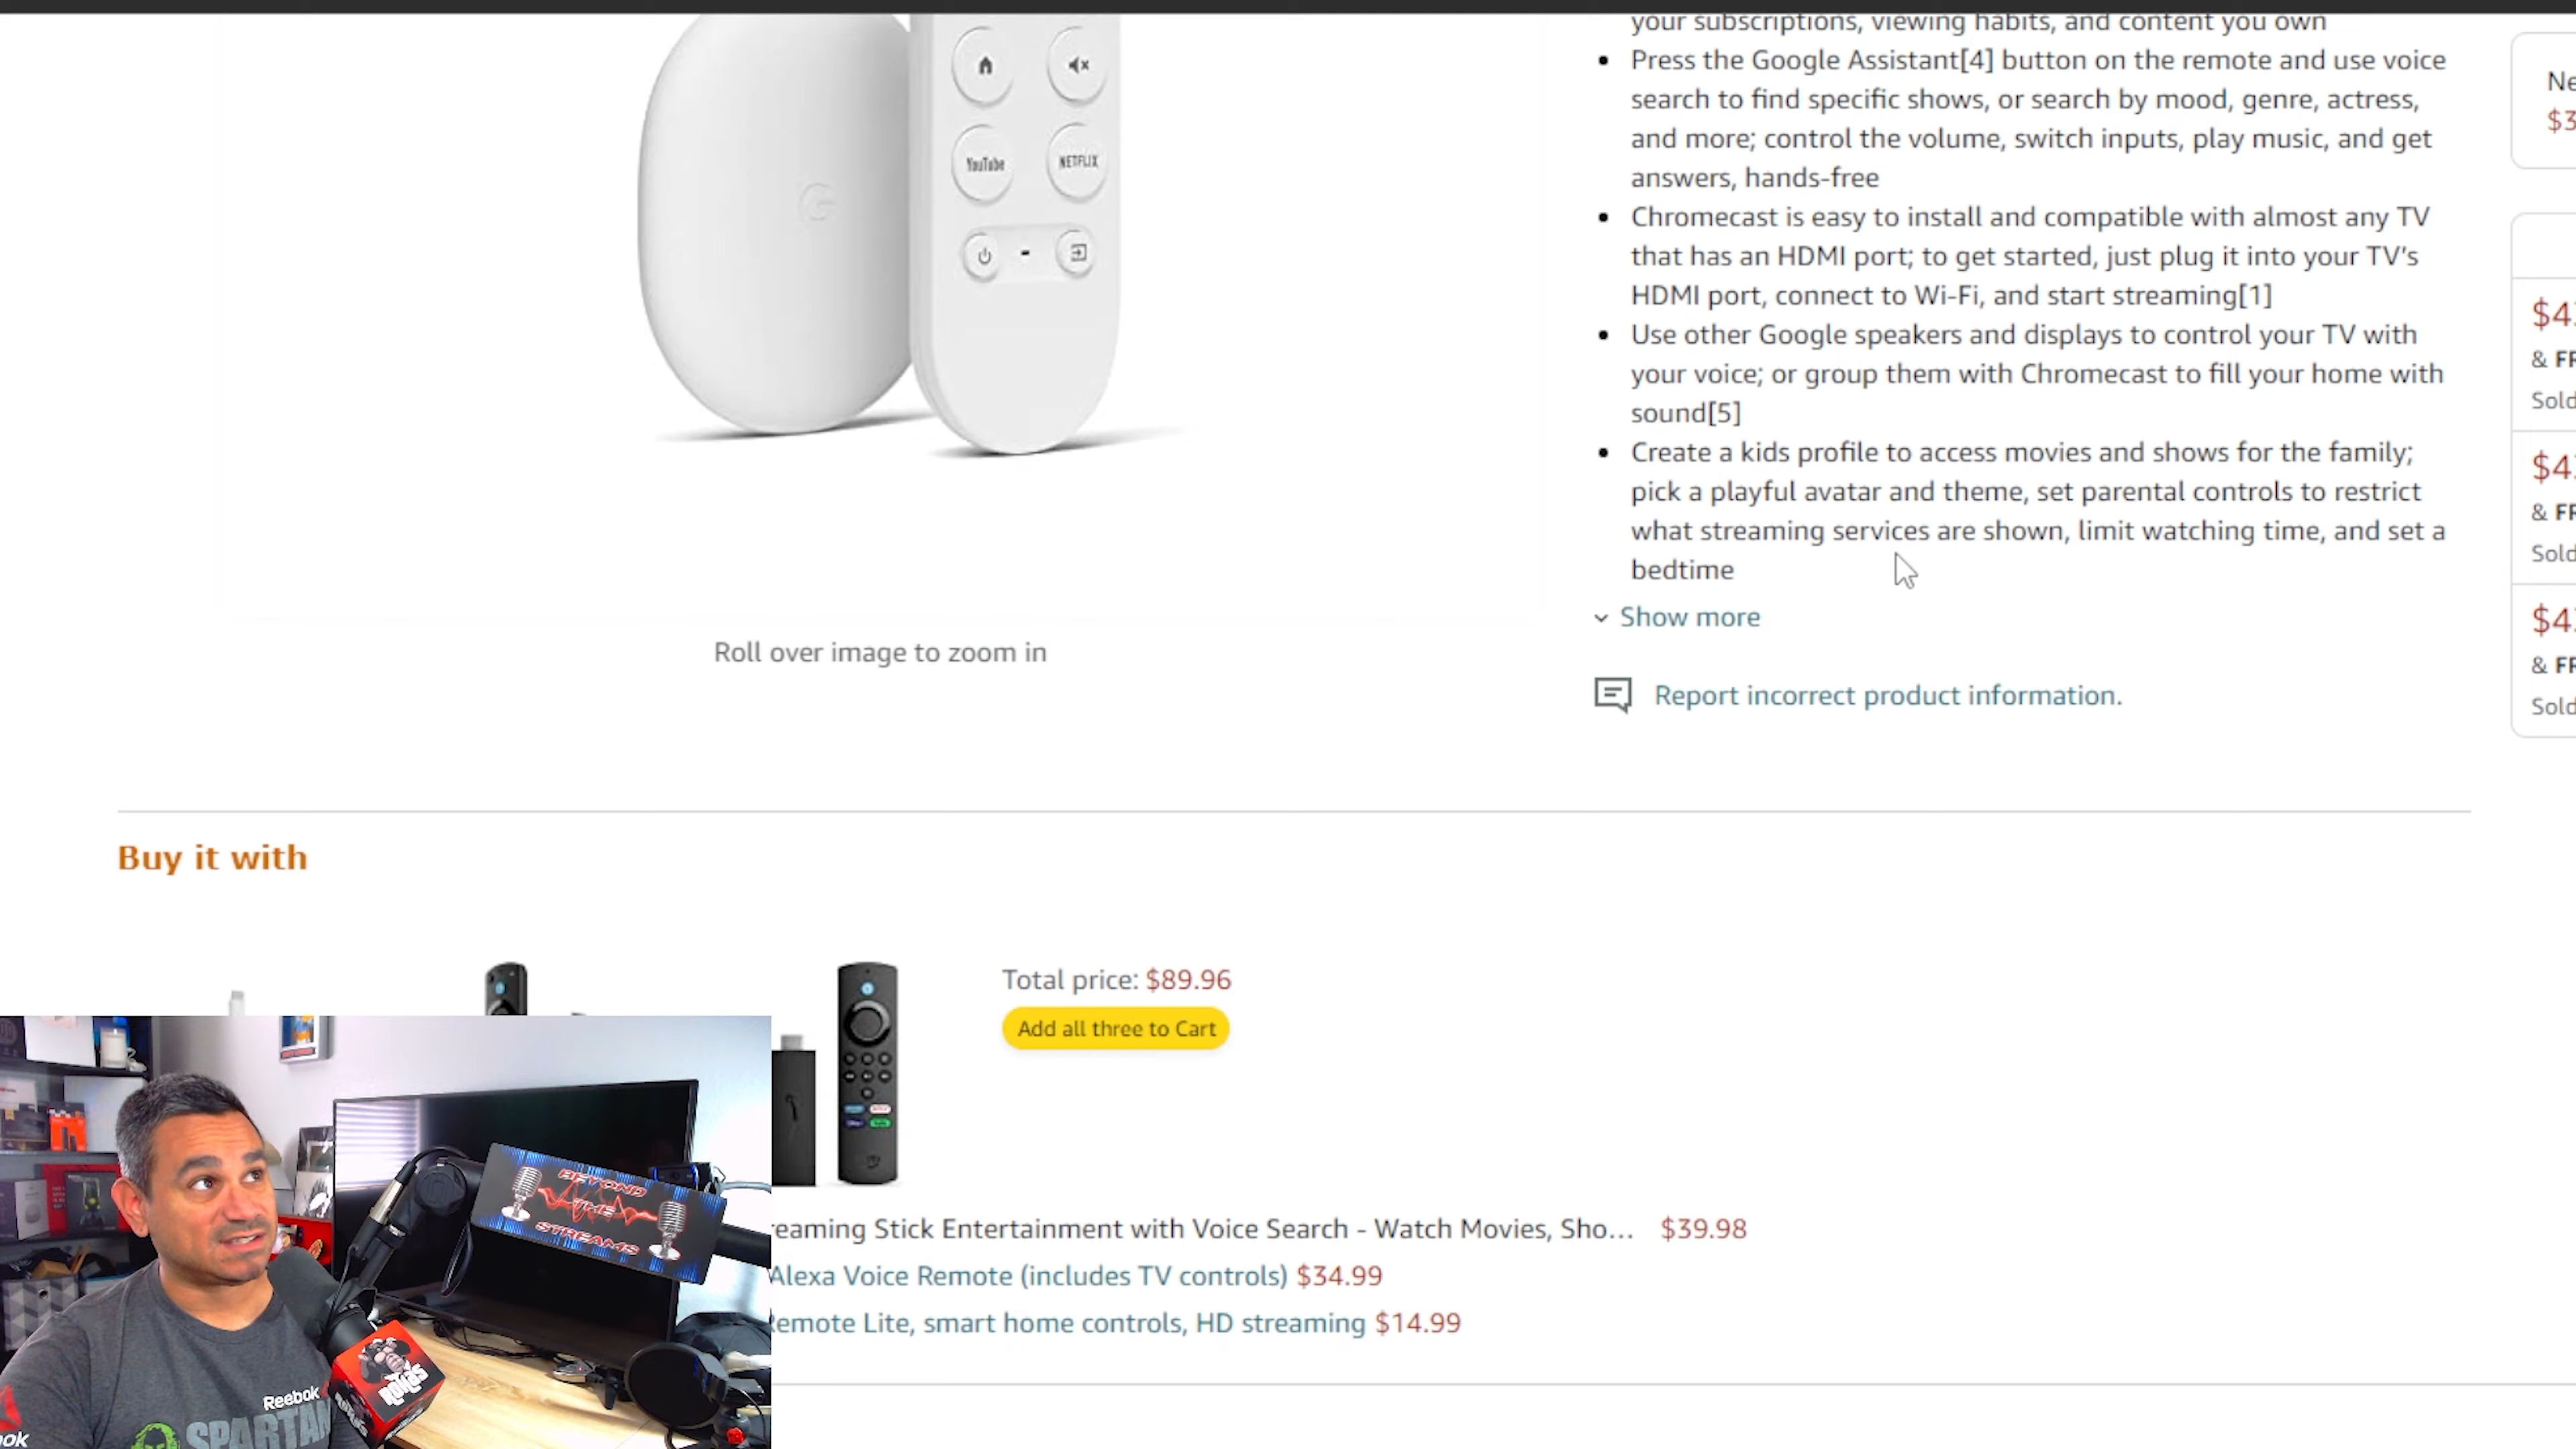 YouTube
NETFLIX
Roll over image to zoom in
your subscriptions, viewing habits, and content you own
Press the Google Assistant[4] button on the remote and use voice
search to find specific shows, or search by mood, genre, actress,
and more; control the volume, switch inputs, play music, and get
answers, hands-free
Chromecast is easy to install and compatible with almost any TV
that has an HDMI port; to get started, just plug it into your TV’s
HDMI port, connect to Wi-Fi, and start streaming[1]
Use other Google speakers and displays to control your TV with
your voice; or group them with Chromecast to fill your home with
sound[5]
Create a kids profile to access movies and shows for the family;
pick a playful avatar and theme, set parental controls to restrict
what streaming services are shown, limit watching time, and set a
bedtime
Show more
Report incorrect product information.
&
Sold
&
Sold
&
Sold
Buy it with
Total price: $89.96
Add all three to Cart
Streaming Stick Entertainment with Voice Search - Watch Movies, Sho... $39.98
Alexa Voice Remote (includes TV controls) $34.99
Remote Lite, smart home controls, HD streaming $14.99
BEYOND
TIME
STREAMS
Reebok
SPARTAN